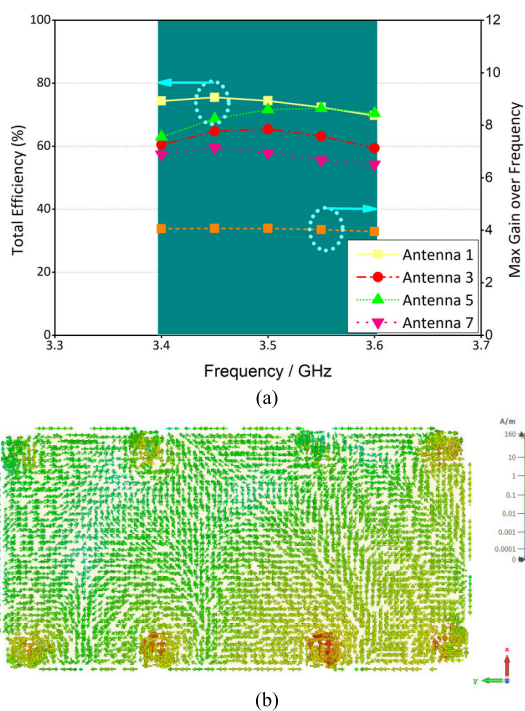 100
80
60
40
20
0
Total Efficiency (%)
12
10
8
6
4
2
0
Max Gain over Frequency
Antenna 1
Antenna 3
Antenna 5
Antenna 7
3.3 3.4 3.5 3.6 3.7
Frequency / GHz
(a)
A/m
160
10
1
0.1
0.01
0.001
0.0001
0
x
y
(b)